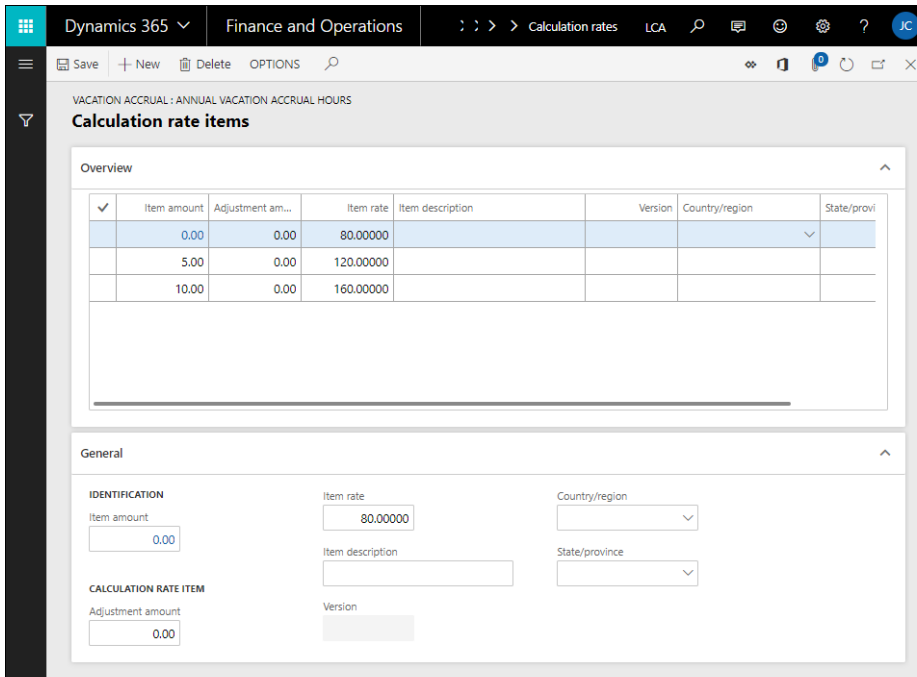 Dynamics 365 Finance and Operations Calculation rates LCA ? JC
Save New Delete OPTIONS 0
VACATION ACCRUAL : ANNUAL VACATION ACCRUAL HOURS
Calculation rate items
Overview
Item amount Adjustment am... Item rate Item description Version Country/region State/provi
0.00 0.00 80.00000
5.00 0.00 120.00000
10.00 0.00 160.00000
General
IDENTIFICATION Item rate Country/region
Item amount 80.00000
0.00
Item description State/province
CALCULATION RATE ITEM
Adjustment amount Version
0.00